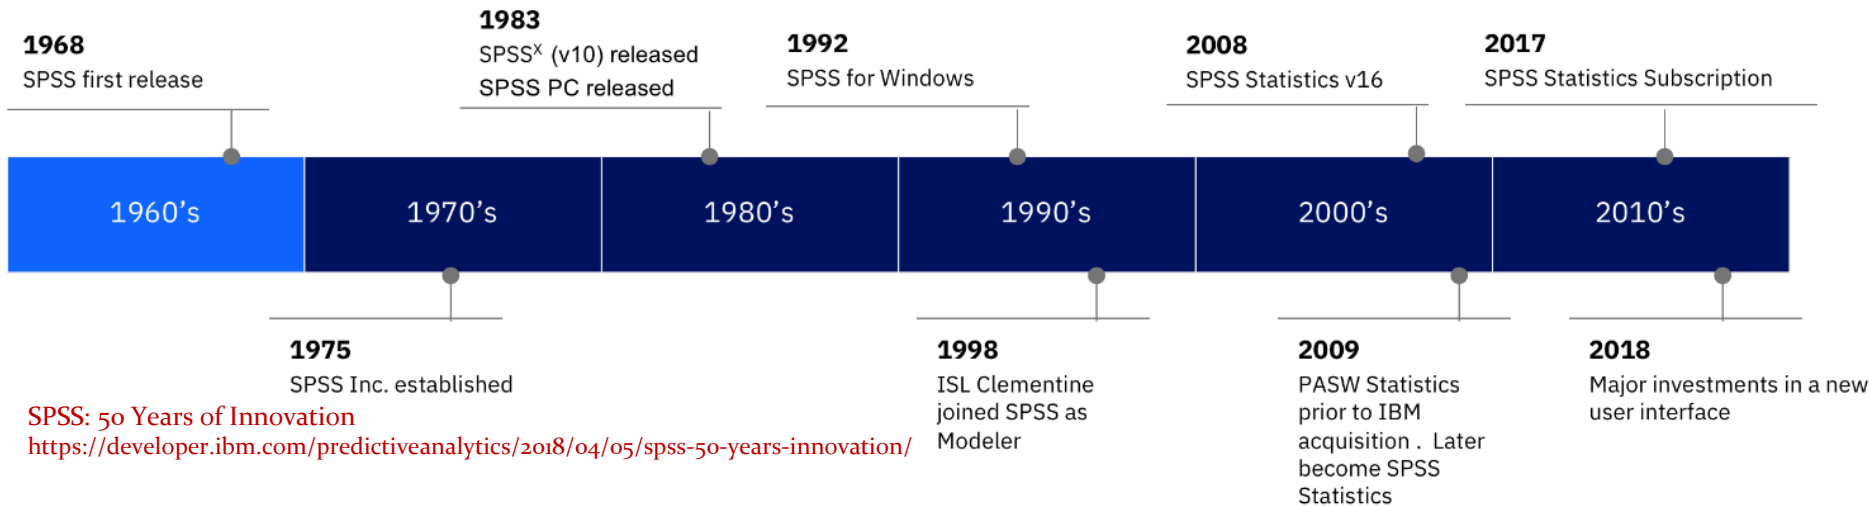 1968
SPSS first release
1983
SPSSˣ (v10) released
SPSS PC released
1992
SPSS for Windows
2008
SPSS Statistics v16
2017
SPSS Statistics Subscription
1960’s
1970’s
1980’s
1990’s
2000’s
2010’s
1975
SPSS Inc. established
1998
ISL Clementine
joined SPSS as
Modeler
2009
PASW Statistics
prior to IBM
acquisition . Later
become SPSS
Statistics
2018
Major investments in a new
user interface
SPSS: 50 Years of Innovation
https://developer.ibm.com/predictiveanalytics/2018/04/05/spss-50-years-innovation/